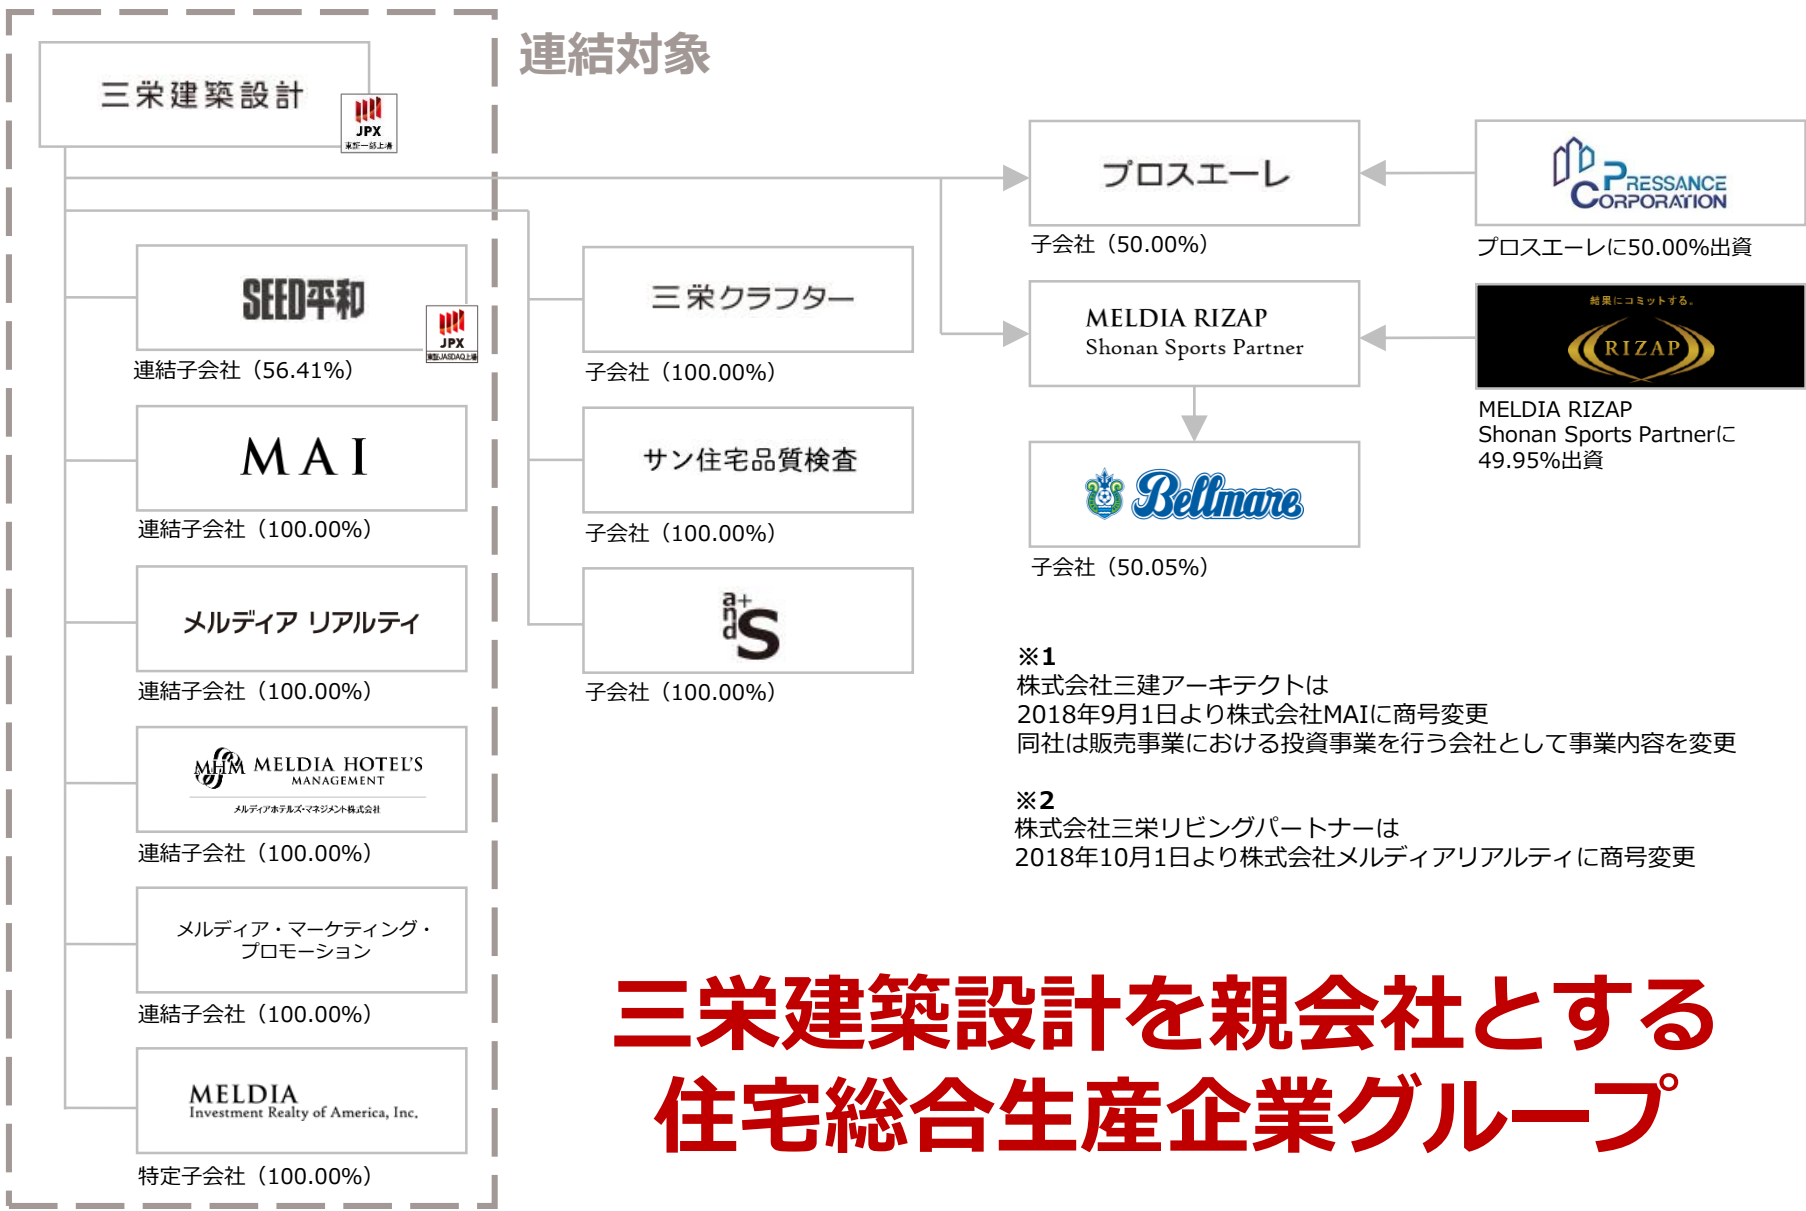 連結対象
三栄建築設計
JPX
東証一部上場
SEED平和
JPX
東証JASDAQ上場
連結子会社（56.41%）
MAI
連結子会社（100.00%）
メルディア リアルティ
連結子会社（100.00%）
MHM MELDIA HOTEL'S
MANAGEMENT
メルディアホテルズ・マネジメント株式会社
連結子会社（100.00%）
メルディア・マーケティング・
プロモーション
連結子会社（100.00%）
MELDIA
Investment Realty of America, Inc.
特定子会社（100.00%）
三栄クラフター
子会社（100.00%）
サン住宅品質検査
子会社（100.00%）
and+S
子会社（100.00%）
プロスエーレ
子会社（50.00%）
MELDIA RIZAP
Shonan Sports Partner
Bellmare
子会社（50.05%）
PRESSANCE
CORPORATION
プロスエーレに50.00%出資
結果にコミットする。
RIZAP
MELDIA RIZAP
Shonan Sports Partnerに
49.95%出資
※1
株式会社三建アーキテクトは
2018年9月1日より株式会社MAIに商号変更
同社は販売事業における投資事業を行う会社として事業内容を変更
※2
株式会社三栄リビングパートナーは
2018年10月1日より株式会社メルディアリアルティに商号変更
三栄建築設計を親会社とする
住宅総合生産企業グループ